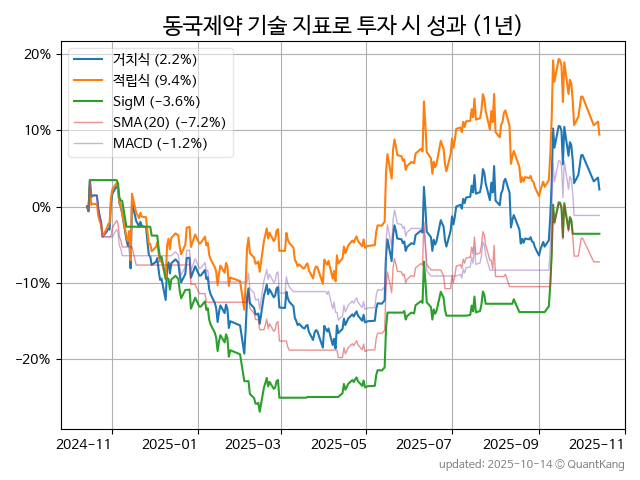 동국제약 기술 지표로 투자 시 성과 (1년)
거치식 (2.2%)
적립식 (9.4%)
SigM (−3.6%)
SMA(20) (−7.2%)
MACD (−1.2%)
20%
10%
0%
−10%
−20%
2024-11
2025-01
2025-03
2025-05
2025-07
2025-09
2025-11
updated: 2025-10-14 © QuantKang